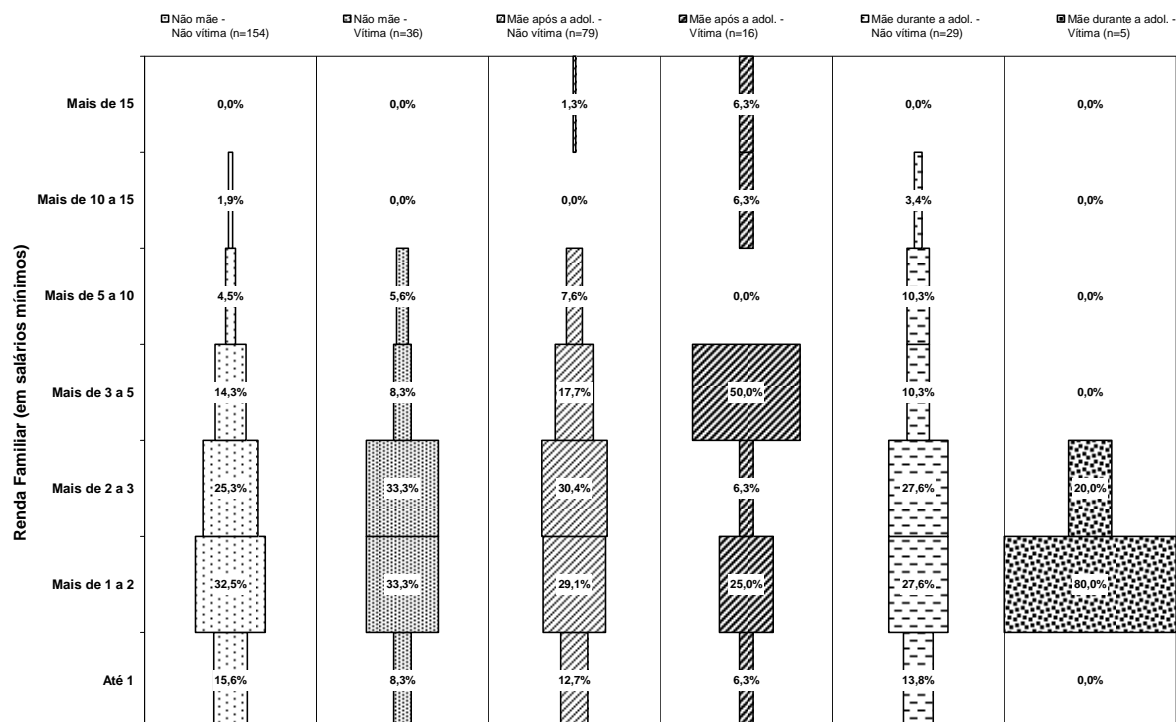 Não mãe -
Não vítima (n=154)
Não mãe -
Vítima (n=36)
Mãe após a adol. -
Não vítima (n=79)
Mãe após a adol. -
Vítima (n=16)
Mãe durante a adol. -
Não vítima (n=29)
Mãe durante a adol. -
Vítima (n=5)
Renda Familiar (em salários mínimos)
Mais de 15 0,0% 0,0% 1,3% 6,3% 0,0% 0,0%
Mais de 10 a 15 1,9% 0,0% 0,0% 6,3% 3,4% 0,0%
Mais de 5 a 10 4,5% 5,6% 7,6% 0,0% 10,3% 0,0%
Mais de 3 a 5 14,3% 8,3% 17,7% 50,0% 10,3% 0,0%
Mais de 2 a 3 25,3% 33,3% 30,4% 6,3% 27,6% 20,0%
Mais de 1 a 2 32,5% 33,3% 29,1% 25,0% 27,6% 80,0%
Até 1 15,6% 8,3% 12,7% 6,3% 13,8% 0,0%